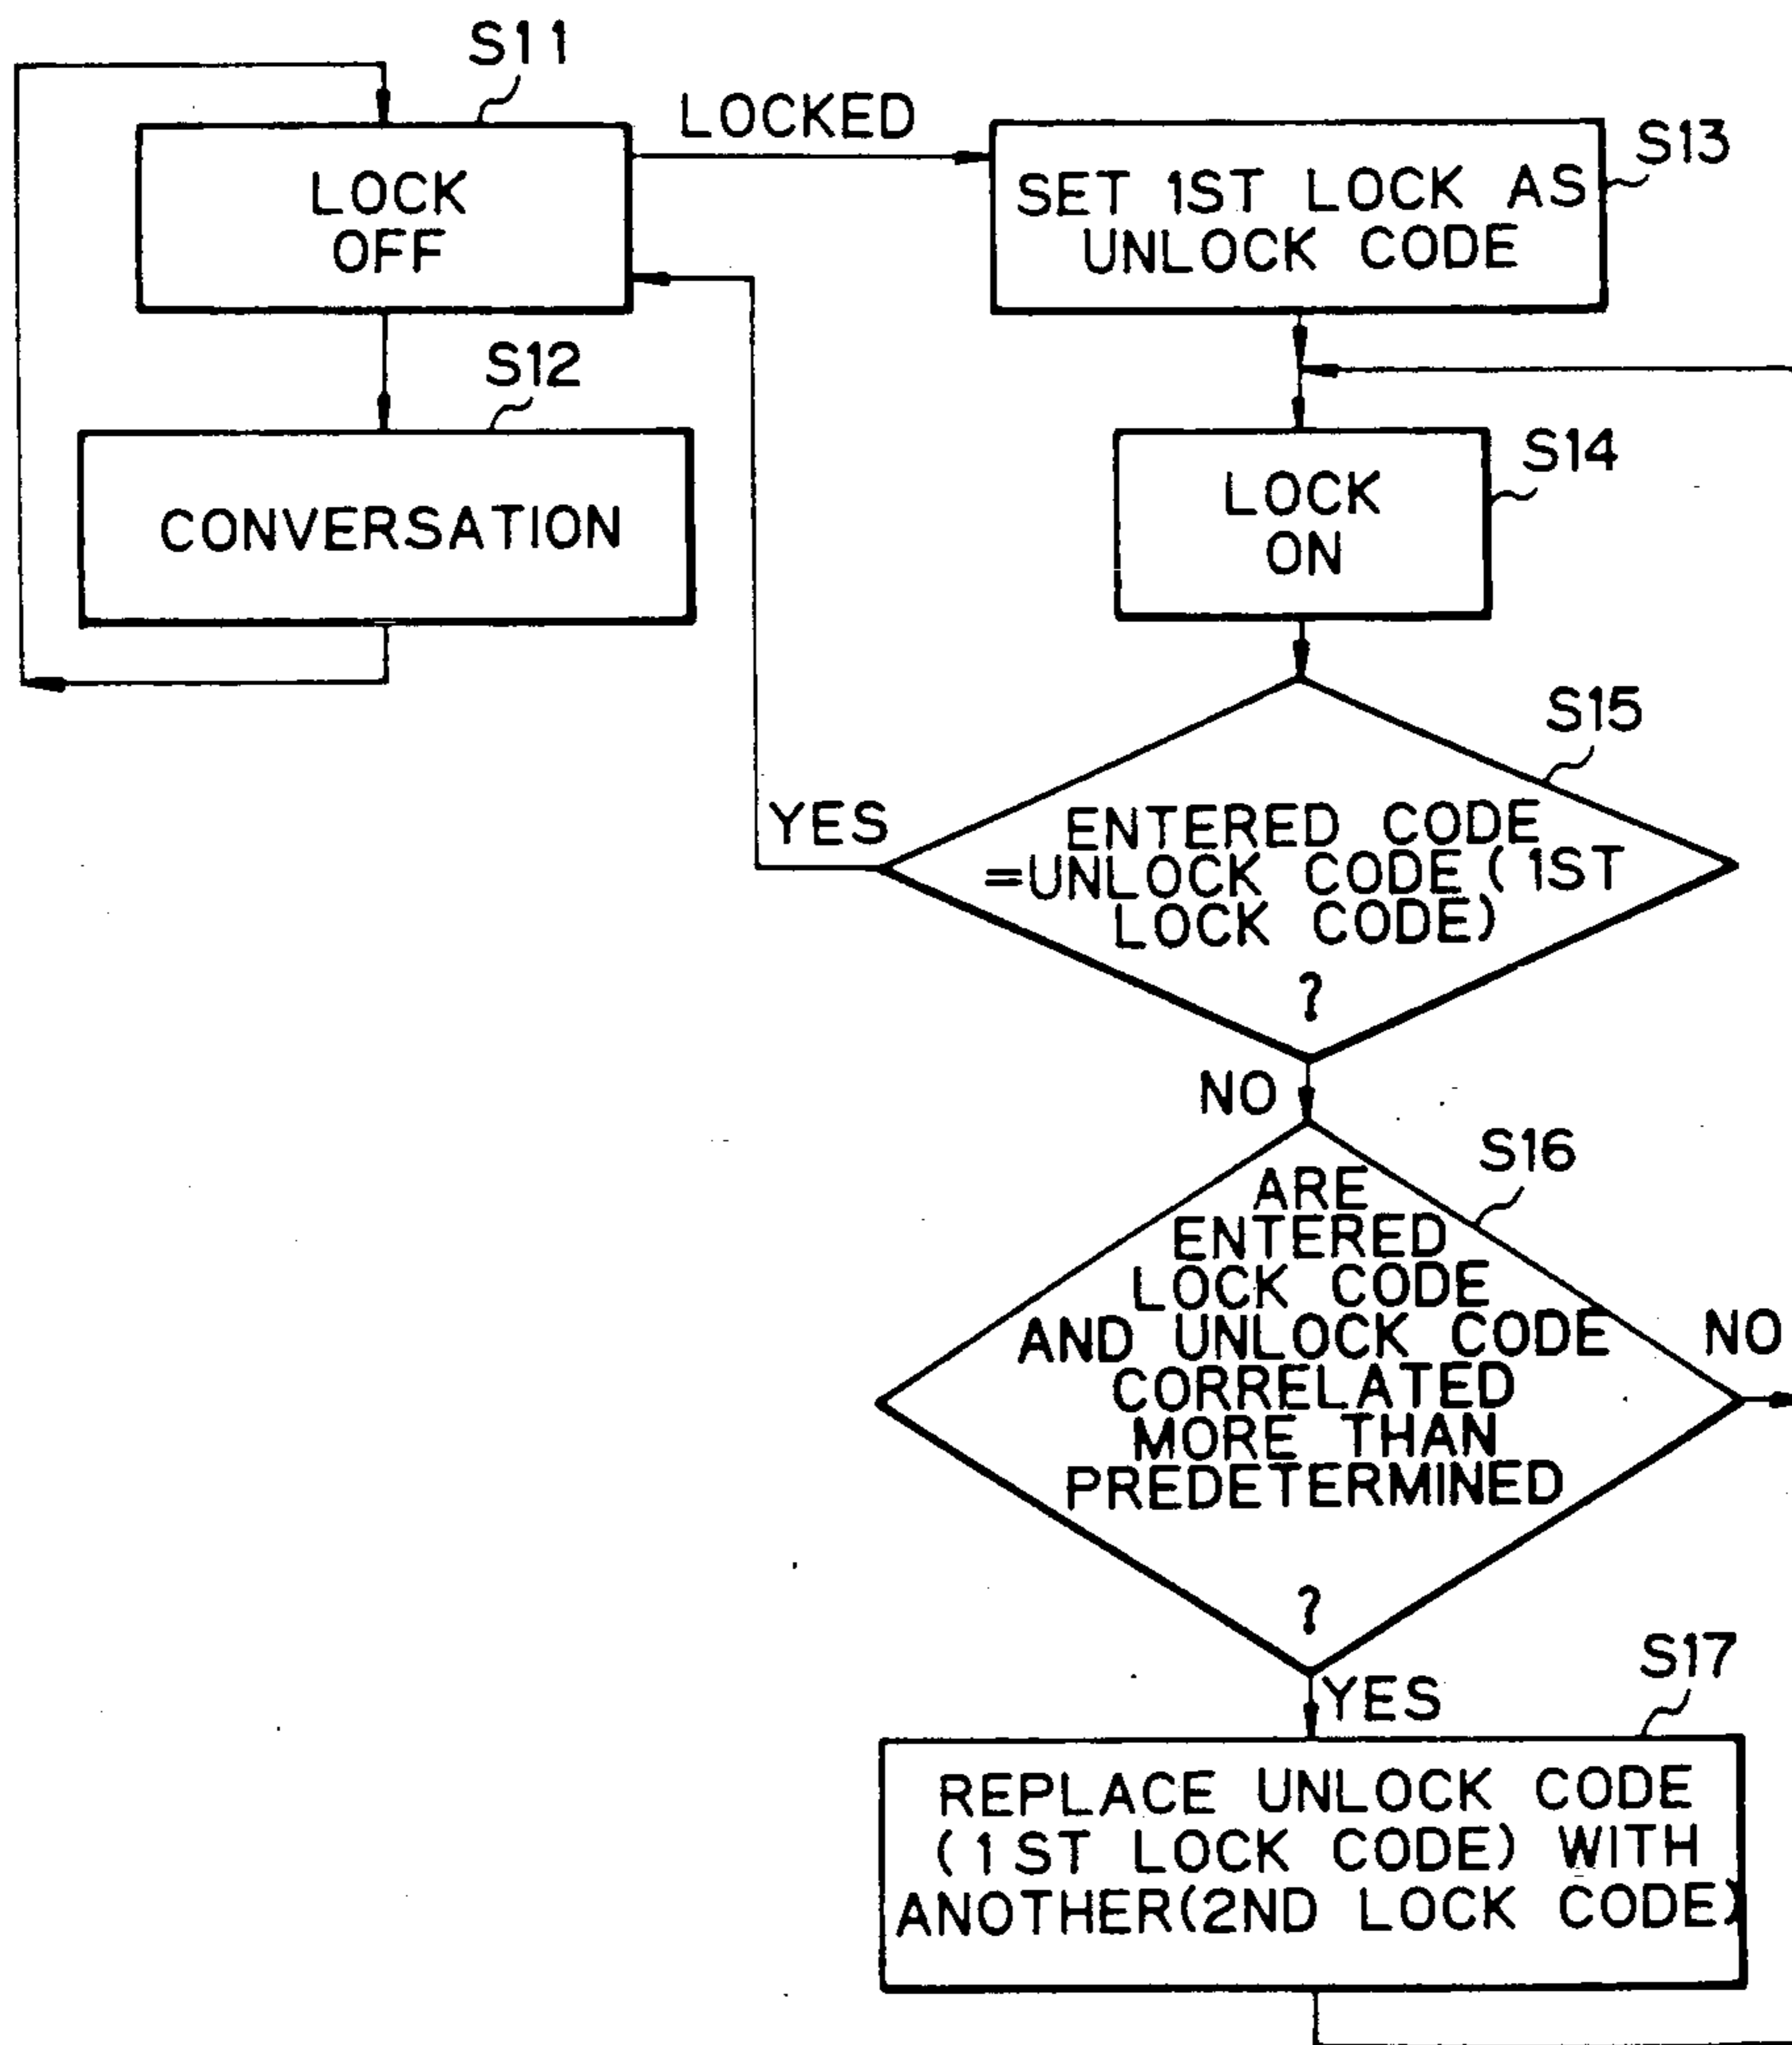 S11
LOCKED
LOCK
OFF
S13
SET 1ST LOCK AS
UNLOCK CODE
S12
CONVERSATION
S14
LOCK
ON
S15
YES
ENTERED CODE
=UNLOCK CODE (1ST
LOCK CODE)
?
NO
S16
ARE
ENTERED
LOCK CODE
AND UNLOCK CODE
CORRELATED
MORE THAN
PREDETERMINED
?
NO
YES
S17
REPLACE UNLOCK CODE
(1ST LOCK CODE) WITH
ANOTHER(2ND LOCK CODE)